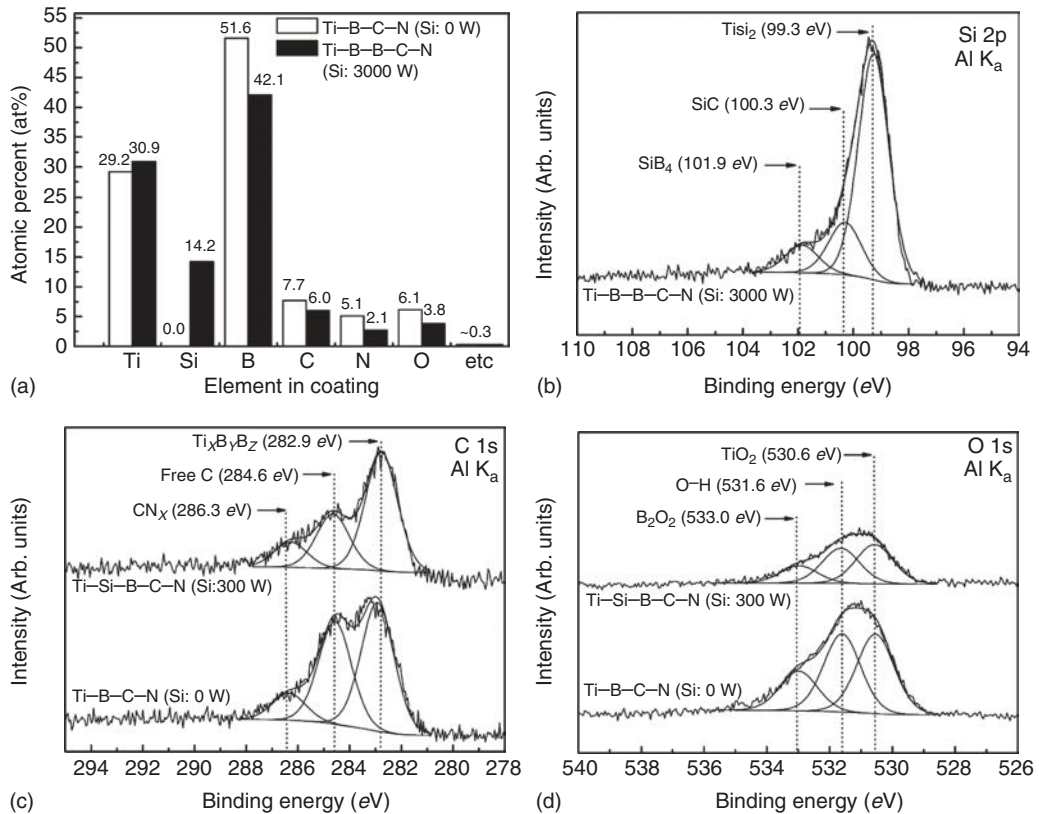 Ti–B–C–N (Si: 0 W)
Ti–B–B–C–N
(Si: 3000 W)
55
50
45
40
35
30
25
20
15
10
5
0
Atomic percent (at%)
29.2
30.9
0.0
14.2
51.6
42.1
7.7
6.0
5.1
2.1
6.1
3.8
~0.3
Ti Si B C N O etc
Element in coating
(a)
Si 2p
Al Kₐ
Tisi₂ (99.3 eV)
SiC (100.3 eV)
SiB₄ (101.9 eV)
Intensity (Arb. units)
Ti–B–B–C–N (Si: 3000 W)
110 108 106 104 102 100 98 96 94
Binding energy (eV)
(b)
C 1s
Al Kₐ
TiXBYBZ (282.9 eV)
Free C (284.6 eV)
CNX (286.3 eV)
Intensity (Arb. units)
Ti–Si–B–C–N (Si:300 W)
Ti–B–C–N (Si: 0 W)
294 292 290 288 286 284 282 280 278
Binding energy (eV)
(c)
O 1s
Al Kₐ
TiO₂ (530.6 eV)
O–H (531.6 eV)
B₂O₂ (533.0 eV)
Intensity (Arb. units)
Ti–Si–B–C–N (Si: 300 W)
Ti–B–C–N (Si: 0 W)
540 538 536 534 532 530 528 526
Binding energy (eV)
(d)